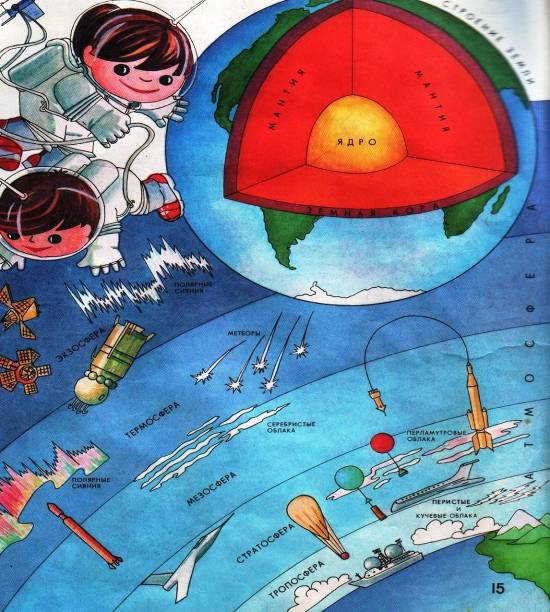 СТРОЕНИЕ ЗЕМЛИ
МАНТИЯ
МАНТИЯ
ЯДРО
ЗЕМНАЯ КОРА
АТМОСФЕРА
ПОЛЯРНЫЕ
СИЯНИЯ
ЭКЗОСФЕРА
МЕТЕОРЫ
ТЕРМОСФЕРА
СЕРЕБРИСТЫЕ
ОБЛАКА
ПЕРЛАМУТРОВЫЕ
ОБЛАКА
ПОЛЯРНЫЕ
СИЯНИЯ
МЕЗОСФЕРА
ПЕРИСТЫЕ
И
КУЧЕВЫЕ ОБЛАКА
СТРАТОСФЕРА
ТРОПОСФЕРА
15